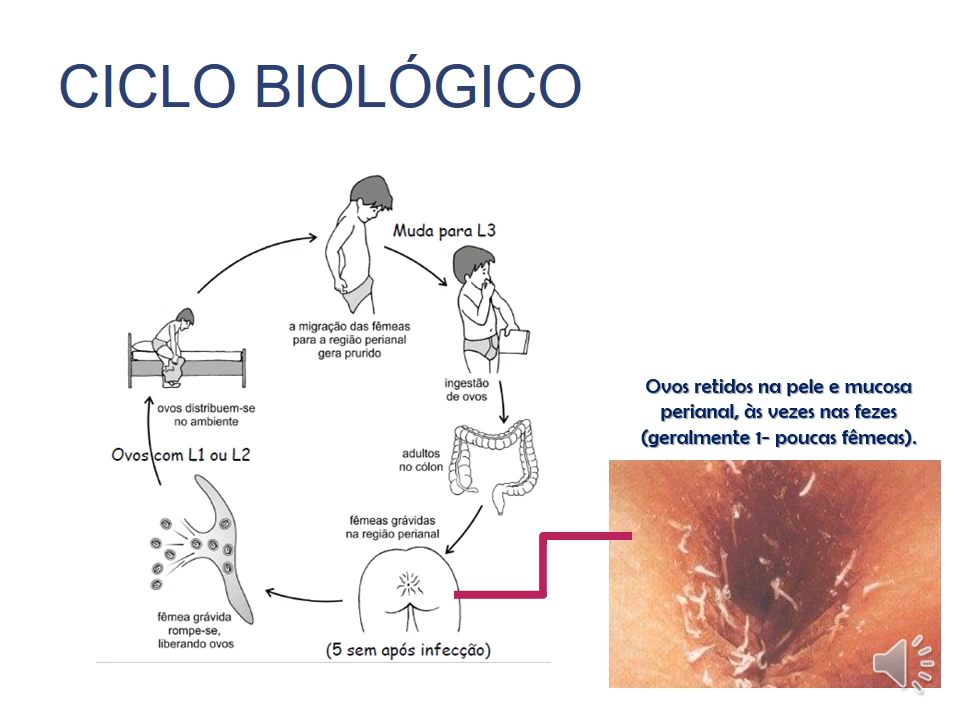 CICLO BIOLÓGICO
Muda para L3
a migração das fêmeas
para a região perianal
gera prurido
ingestão
de ovos
ovos distribuem-se
no ambiente
Ovos com L1 ou L2
adultos
no cólon
fêmeas grávidas
na região perianal
fêmea grávida
rompe-se,
liberando ovos
(5 sem após infecção)
Ovos retidos na pele e mucosa
perianal, às vezes nas fezes
(geralmente 1- poucas fêmeas).